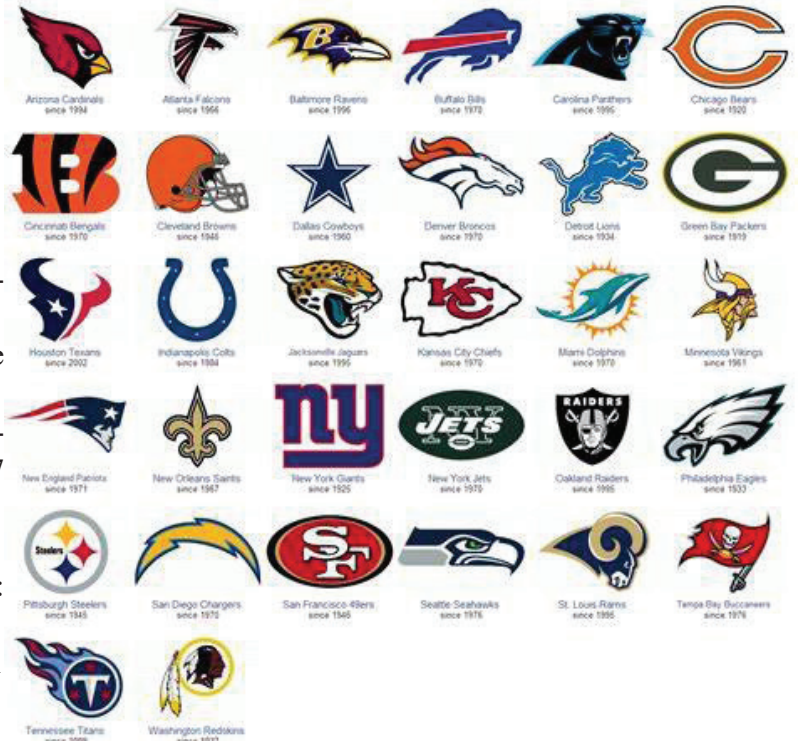 B
Arizona Cardinals
since 1994
Atlanta Falcons
since 1966
Baltimore Ravens
since 1996
Buffalo Bills
since 1970
Carolina Panthers
since 1995
Chicago Bears
since 1920
Cincinnati Bengals
since 1970
Cleveland Browns
since 1946
Dallas Cowboys
since 1960
Denver Broncos
since 1970
Detroit Lions
since 1934
G
Green Bay Packers
since 1919
Houston Texans
since 2002
Indianapolis Colts
since 1984
Jacksonville Jaguars
since 1995
KC
Kansas City Chiefs
since 1970
Miami Dolphins
since 1970
Minnesota Vikings
since 1961
New England Patriots
since 1971
New Orleans Saints
since 1967
ny
New York Giants
since 1925
NY
JETS
New York Jets
since 1970
RAIDERS
Oakland Raiders
since 1995
Philadelphia Eagles
since 1933
Steelers
Pittsburgh Steelers
since 1945
San Diego Chargers
since 1970
SF
San Francisco 49ers
since 1946
Seattle Seahawks
since 1976
St. Louis Rams
since 1995
Tampa Bay Buccaneers
since 1976
T
Tennessee Titans
Washington Redskins